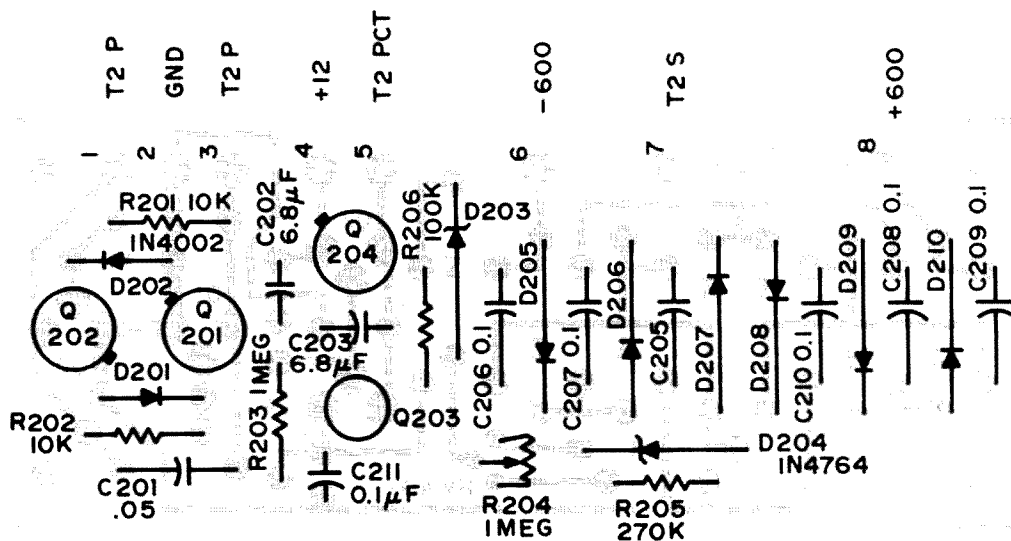 T2 P
GND
T2 P
+12
T2 PCT
-600
T2 S
+600
1
2
3
4
5
6
7
8
R201 10K
1N4002
D202
C202
6.8µF
Q
204
R206
100K
D203
Q
202
Q
201
D201
R202
10K
C201
.05
R203 1MEG
C203
6.8µF
Q203
C211
0.1µF
C206 0.1
D205
C207 0.1
D206
C205
D207
D208
C210 0.1
D209
C208 0.1
D210
C209 0.1
R204
1MEG
D204
1N4764
R205
270K